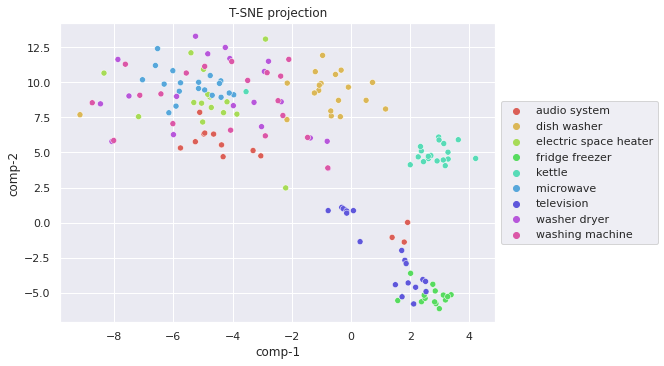 T-SNE projection
12.5
10.0
7.5
5.0
2.5
0.0
−2.5
−5.0
comp-2
−8
−6
−4
−2
0
2
4
comp-1
audio system
dish washer
electric space heater
fridge freezer
kettle
microwave
television
washer dryer
washing machine